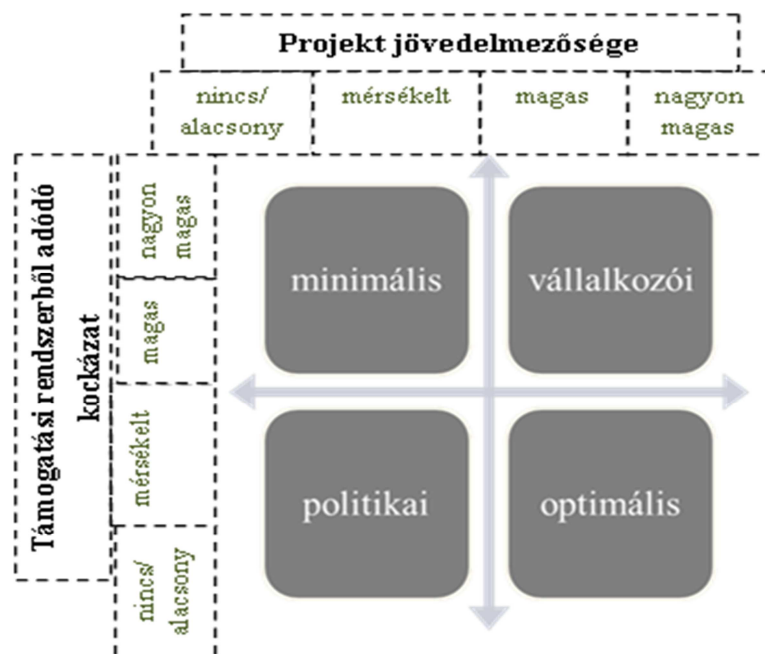 Projekt jövedelmezősége
nincs/
alacsony
mérsékelt
magas
nagyon
magas
Támogatási rendszerből adódó
kockázat
nagyon
magas
magas
mérsékelt
nincs/
alacsony
minimális
vállalkozói
politikai
optimális